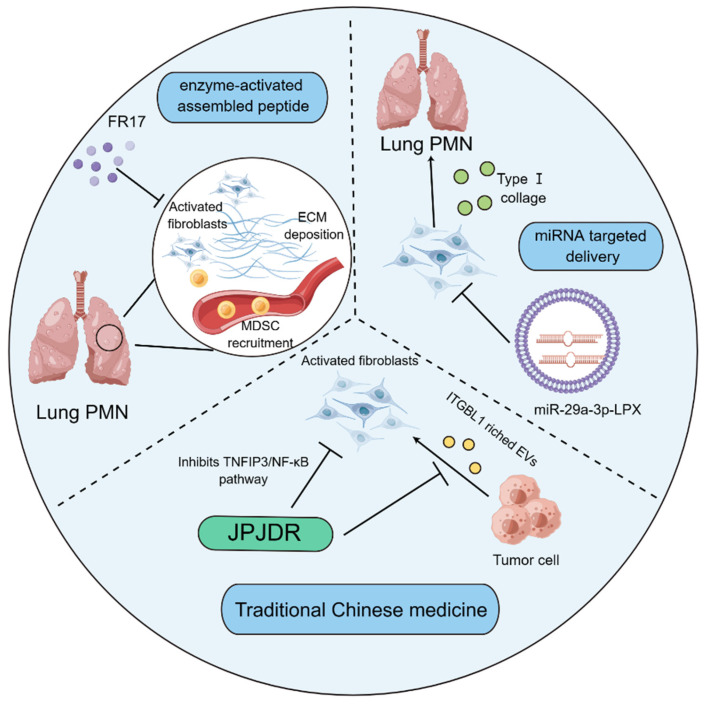 enzyme-activated
assembled peptide
FR17
Activated
fibroblasts
ECM
deposition
MDSC
recruitment
Lung PMN
Lung PMN
Type I
collage
miRNA targeted
delivery
miR-29a-3p-LPX
Activated fibroblasts
ITGBL1 riched EVs
Inhibits TNFIP3/NF-κB
pathway
JPJDR
Tumor cell
Traditional Chinese medicine